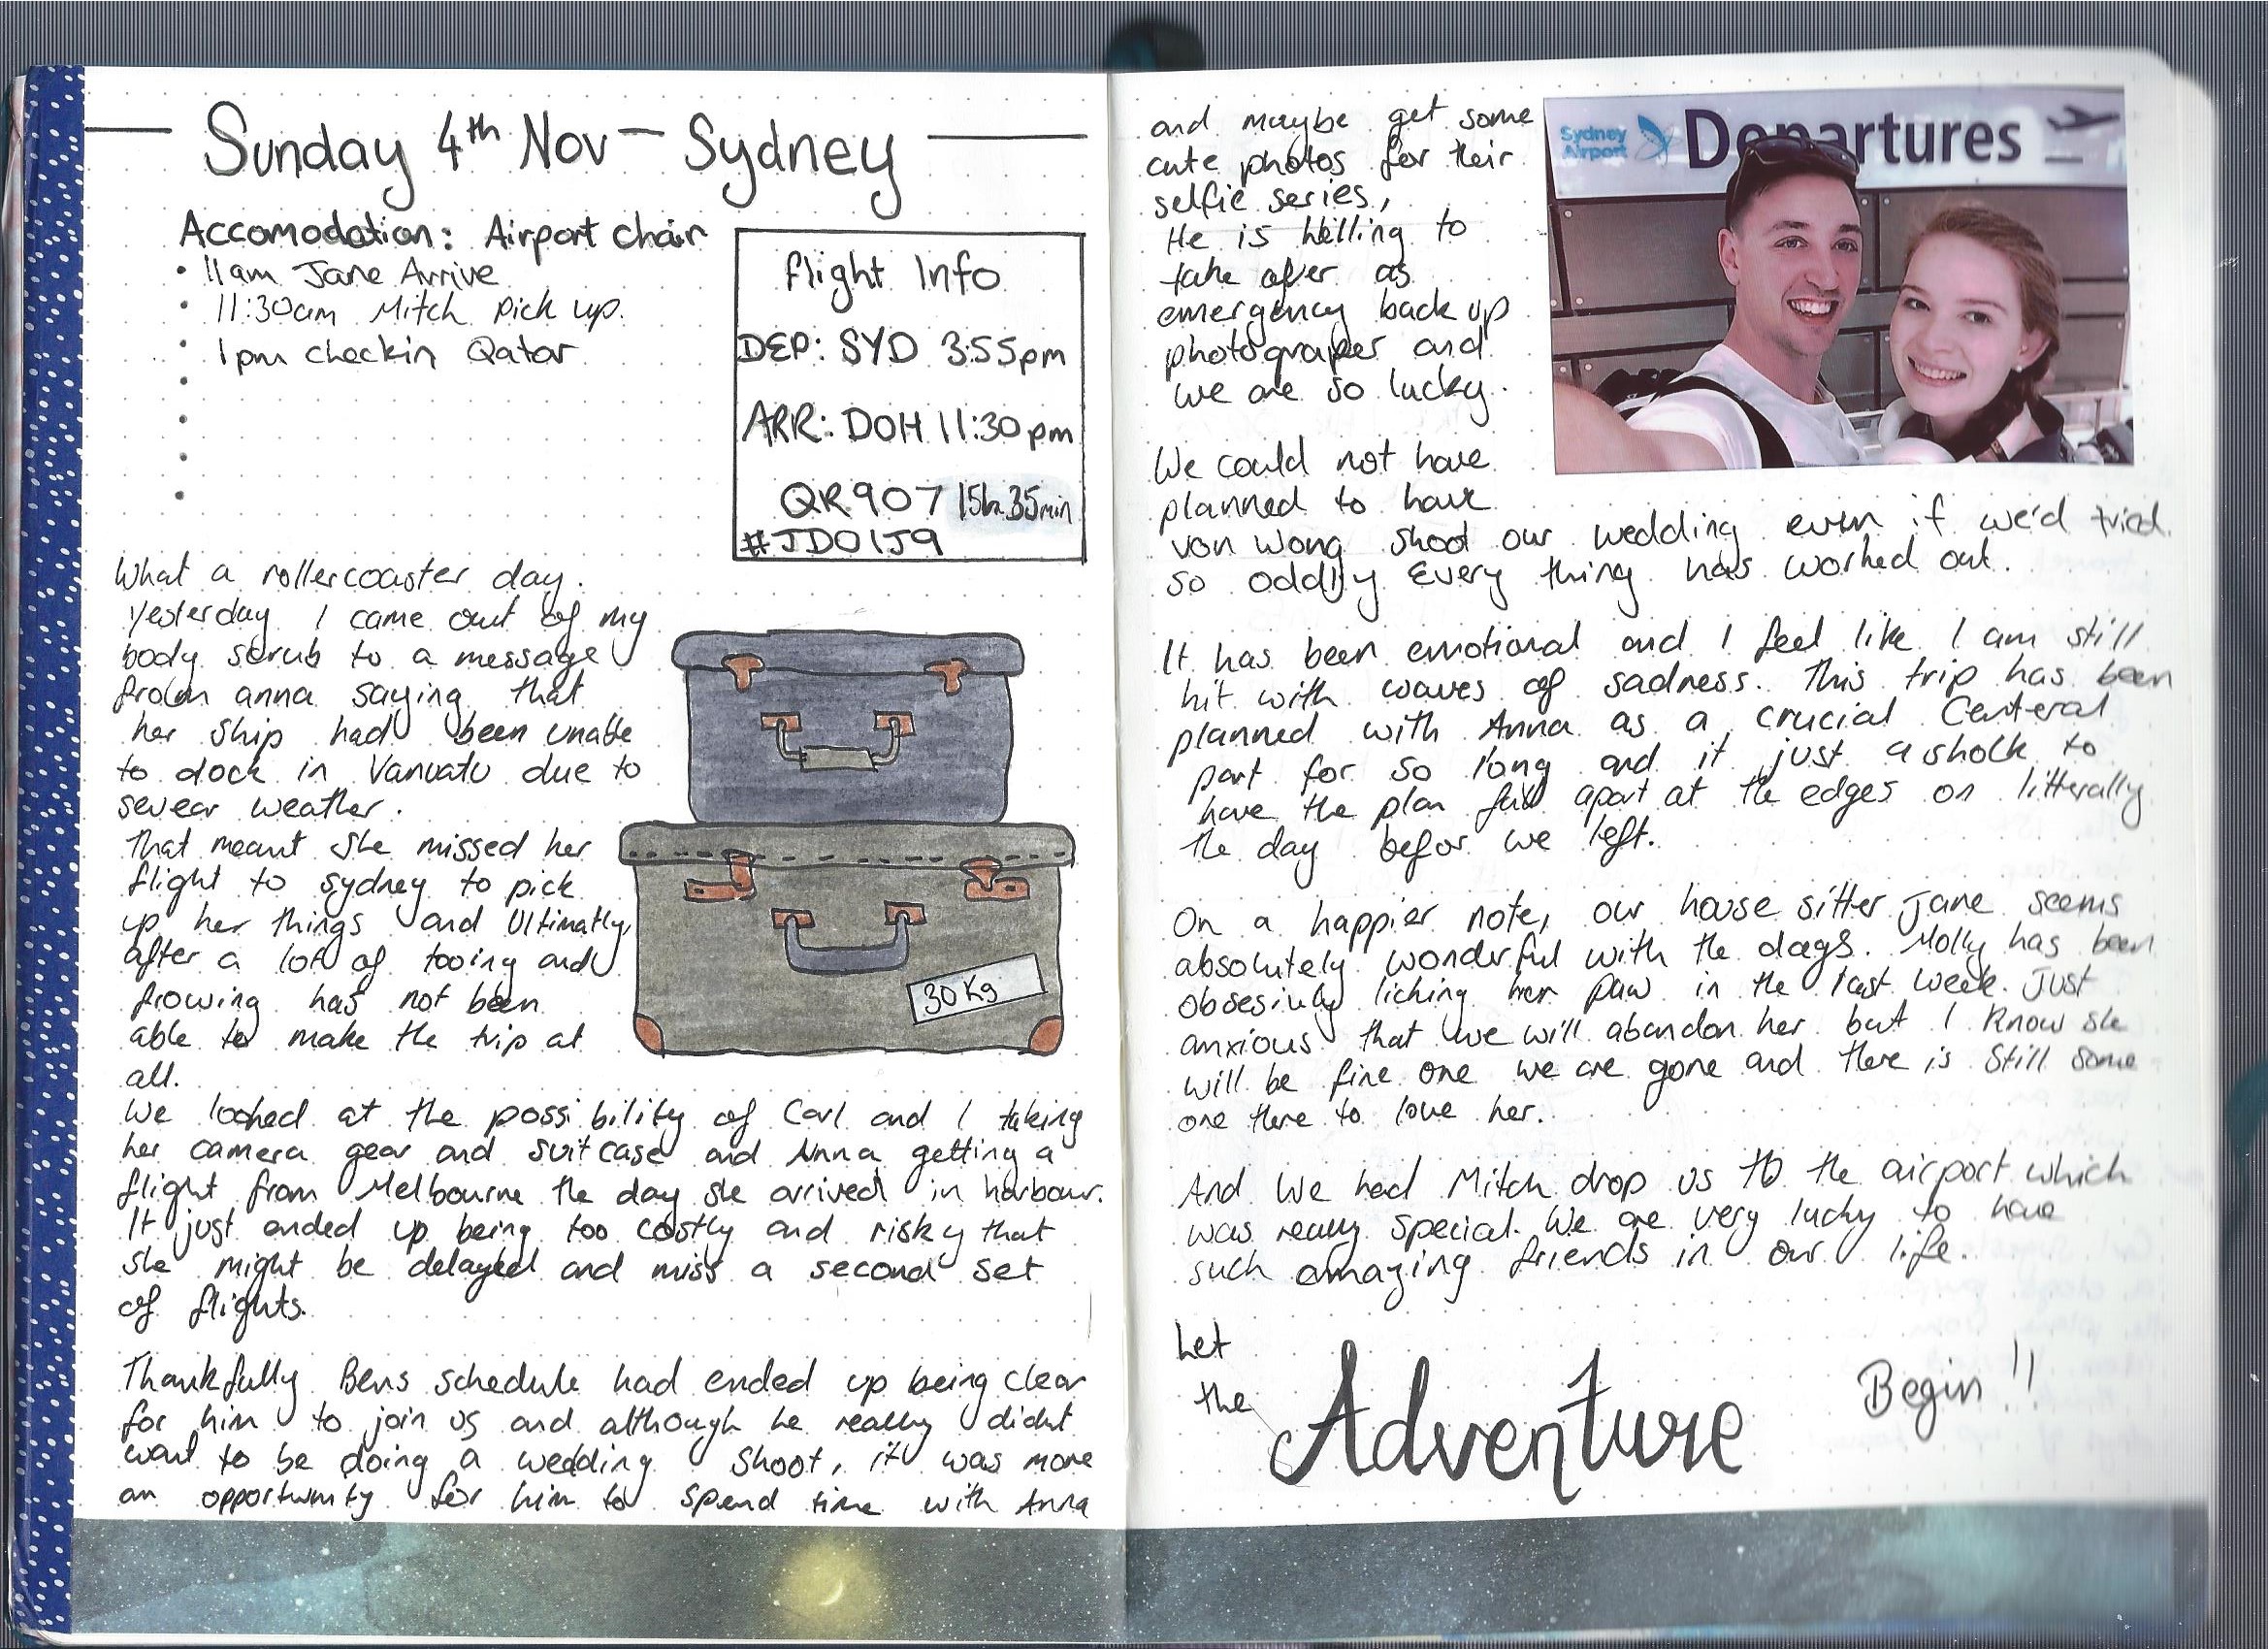 Sunday 4th Nov - Sydney
Accomodation: Airport chair
• 11am Jane Arrive
• 11:30am Mitch pick up.
• 1pm checkin Qatar
flight Info
DEP: SYD 3:55pm
ARR: DOH 11:30pm
QR907 15hr 35min
#JDO1J9
What a rollercoaster day.
Yesterday I came out of my
body scrub to a message
from anna saying that
her ship had been unable
to dock in Vanuatu due to
sevear weather.
That meant she missed her
flight to sydney to pick
up her things and Ultimatly,
after a lot of tooing and
frowing has not been
able to make the trip at
all.
30 Kg
We looked at the possibility of Carl and I taking
her camera gear and suitcase and Anna getting a
flight from Melbourne the day she arrived in harbour.
It just ended up being too costly and risky that
she might be delayed and miss a second set
of flights.
Thankfully Bens schedule had ended up being clear
for him to join us and although he really didnt
want to be doing a wedding shoot, it was more
an opportunity for him to spend time with Anna
and maybe get some
cute photos for their
selfie series,
He is willing to
take over as
emergency back up
photographer and
we are so lucky.
Sydney Airport Departures
We could not have
planned to have
von wong shoot our wedding even if we'd tried.
so oddly Every thing has worked out.
It has been emotional and I feel like I am still
hit with waves of sadness. This trip has been
planned with Anna as a crucial Centeral
part for so long and it just a shock to
have the plan fall apart at the edges on litterally
the day befor we left.
On a happier note, our house sitter Jane seems
absolutely wonderful with the dogs. Molly has been
obsesivly licking her paw in the last week. Just
anxious that we will abandon her but I know she
will be fine one we are gone and there is still some
one there to love her.
And We had Mitch drop us to the airport which
was really special. We are very lucky to have
such amazing friends in our life.
Let
the Adventure Begin!!